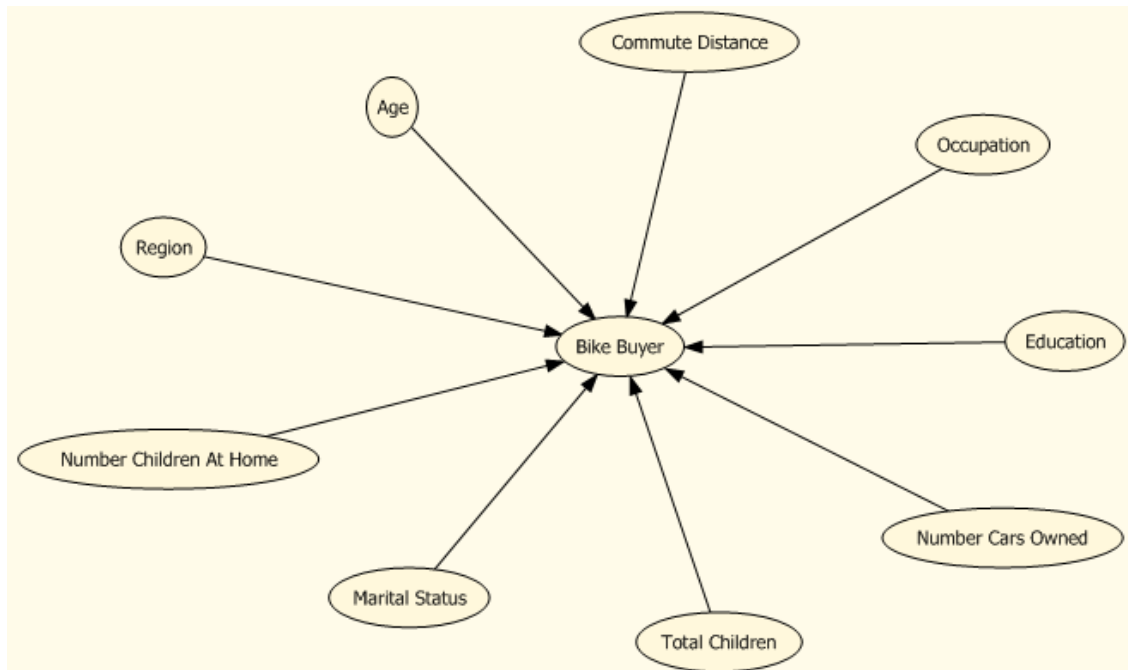 Commute Distance
Age
Occupation
Region
Bike Buyer
Education
Number Children At Home
Number Cars Owned
Marital Status
Total Children